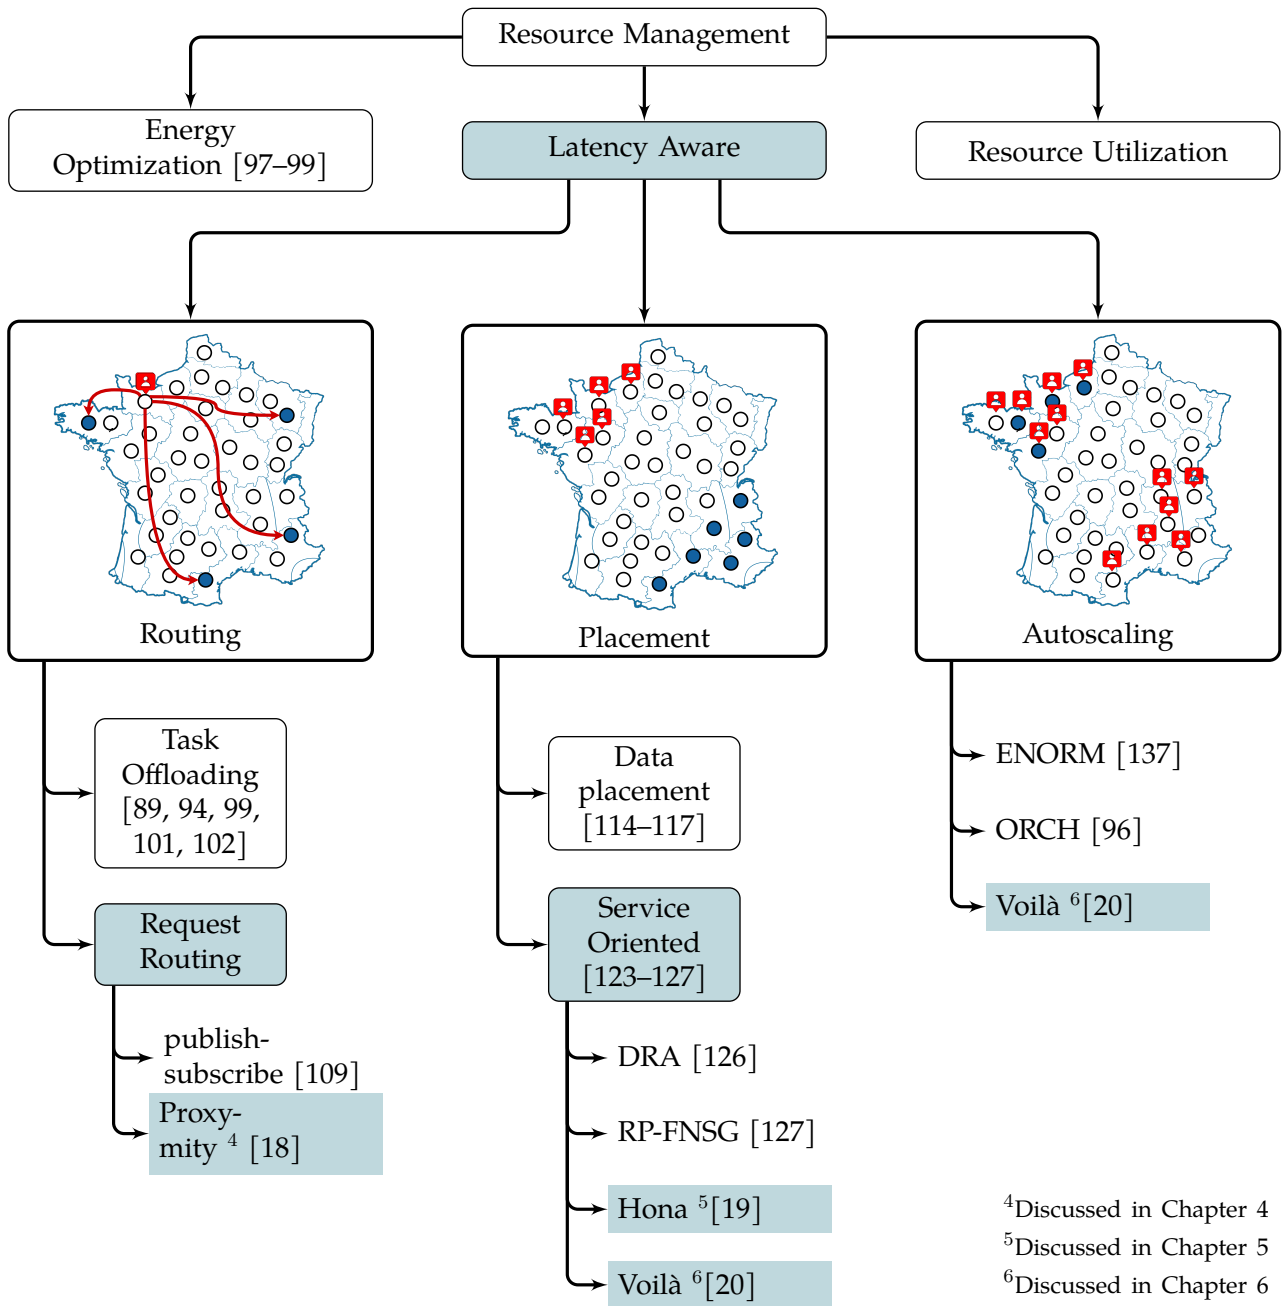 Resource Management
Energy
Optimization [97–99]
Latency Aware
Resource Utilization
Routing
Placement
Autoscaling
Task
Offloading
[89, 94, 99,
101, 102]
Request
Routing
publish-
subscribe [109]
Proxy-
mity 4 [18]
Data
placement
[114–117]
Service
Oriented
[123–127]
DRA [126]
RP-FNSG [127]
Hona 5[19]
Voilà 6[20]
ENORM [137]
ORCH [96]
Voilà 6[20]
4Discussed in Chapter 4
5Discussed in Chapter 5
6Discussed in Chapter 6